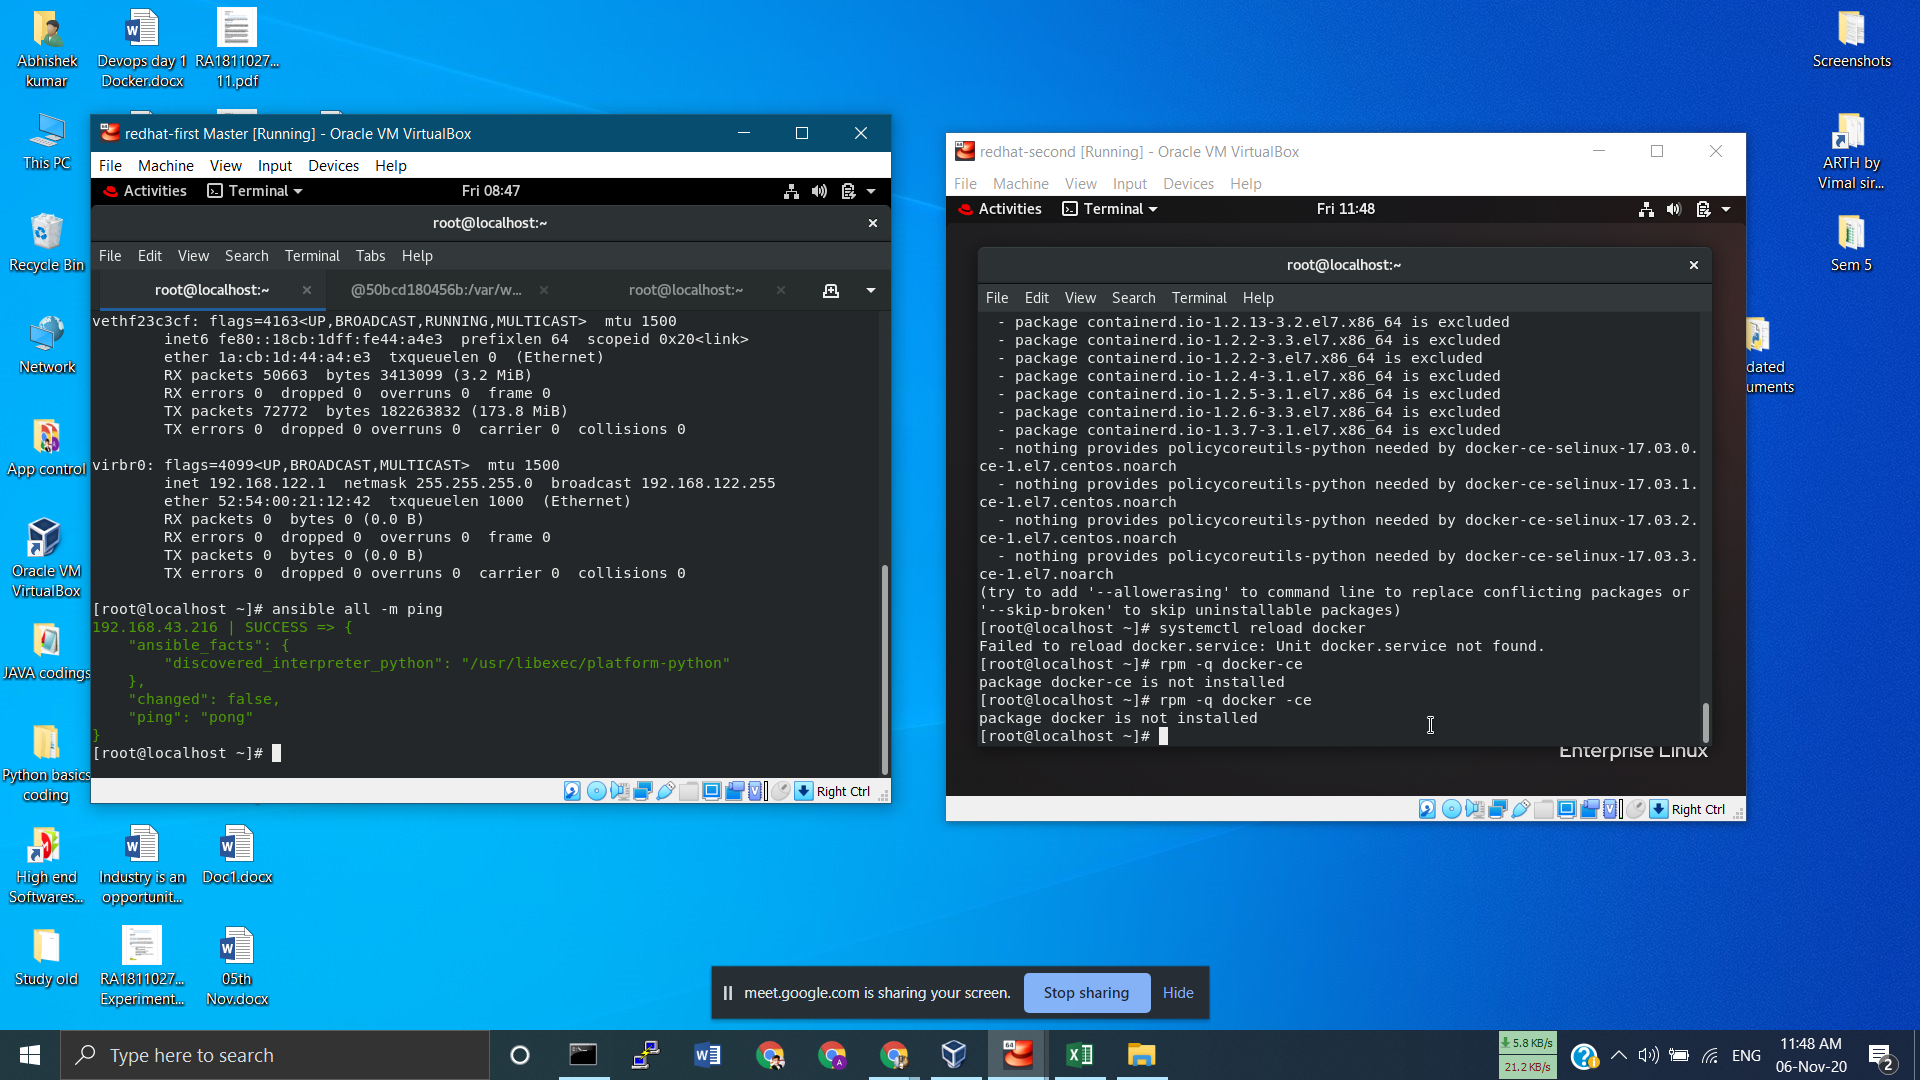 Abhishek
kumar
Devops day 1
Docker.docx
RA1811027...
11.pdf
This PC
Recycle Bin
Network
App control
Oracle VM
VirtualBox
JAVA codings
Python basics
coding
High end
Softwares...
Industry is an
opportunit...
Doc1.docx
Study old
RA1811027...
Experiment...
05th
Nov.docx
Screenshots
ARTH by
Vimal sir...
Sem 5
dated
uments
redhat-first Master [Running] - Oracle VM VirtualBox
File Machine View Input Devices Help
Activities Terminal Fri 08:47
root@localhost:~
File Edit View Search Terminal Tabs Help
root@localhost:~ @50bcd180456b:/var/w... root@localhost:~
vethf23c3cf: flags=4163<UP,BROADCAST,RUNNING,MULTICAST>  mtu 1500
        inet6 fe80::18cb:1dff:fe44:a4e3  prefixlen 64  scopeid 0x20<link>
        ether 1a:cb:1d:44:a4:e3  txqueuelen 0  (Ethernet)
        RX packets 50663  bytes 3413099 (3.2 MiB)
        RX errors 0  dropped 0  overruns 0  frame 0
        TX packets 72772  bytes 182263832 (173.8 MiB)
        TX errors 0  dropped 0 overruns 0  carrier 0  collisions 0
virbr0: flags=4099<UP,BROADCAST,MULTICAST>  mtu 1500
        inet 192.168.122.1  netmask 255.255.255.0  broadcast 192.168.122.255
        ether 52:54:00:21:12:42  txqueuelen 1000  (Ethernet)
        RX packets 0  bytes 0 (0.0 B)
        RX errors 0  dropped 0  overruns 0  frame 0
        TX packets 0  bytes 0 (0.0 B)
        TX errors 0  dropped 0 overruns 0  carrier 0  collisions 0
[root@localhost ~]# ansible all -m ping
192.168.43.216 | SUCCESS => {
    "ansible_facts": {
        "discovered_interpreter_python": "/usr/libexec/platform-python"
    },
    "changed": false,
    "ping": "pong"
}
[root@localhost ~]#
Right Ctrl
redhat-second [Running] - Oracle VM VirtualBox
File Machine View Input Devices Help
Activities Terminal Fri 11:48
root@localhost:~
File Edit View Search Terminal Help
  - package containerd.io-1.2.13-3.2.el7.x86_64 is excluded
  - package containerd.io-1.2.2-3.3.el7.x86_64 is excluded
  - package containerd.io-1.2.2-3.el7.x86_64 is excluded
  - package containerd.io-1.2.4-3.1.el7.x86_64 is excluded
  - package containerd.io-1.2.5-3.1.el7.x86_64 is excluded
  - package containerd.io-1.2.6-3.3.el7.x86_64 is excluded
  - package containerd.io-1.3.7-3.1.el7.x86_64 is excluded
  - nothing provides policycoreutils-python needed by docker-ce-selinux-17.03.0.
ce-1.el7.centos.noarch
  - nothing provides policycoreutils-python needed by docker-ce-selinux-17.03.1.
ce-1.el7.centos.noarch
  - nothing provides policycoreutils-python needed by docker-ce-selinux-17.03.2.
ce-1.el7.centos.noarch
  - nothing provides policycoreutils-python needed by docker-ce-selinux-17.03.3.
ce-1.el7.noarch
(try to add '--allowerasing' to command line to replace conflicting packages or
'--skip-broken' to skip uninstallable packages)
[root@localhost ~]# systemctl reload docker
Failed to reload docker.service: Unit docker.service not found.
[root@localhost ~]# rpm -q docker-ce
package docker-ce is not installed
[root@localhost ~]# rpm -q docker -ce
package docker is not installed
[root@localhost ~]#
Enterprise Linux
Right Ctrl
meet.google.com is sharing your screen. Stop sharing Hide
Type here to search
5.8 KB/s
21.2 KB/s
ENG
11:48 AM
06-Nov-20
2